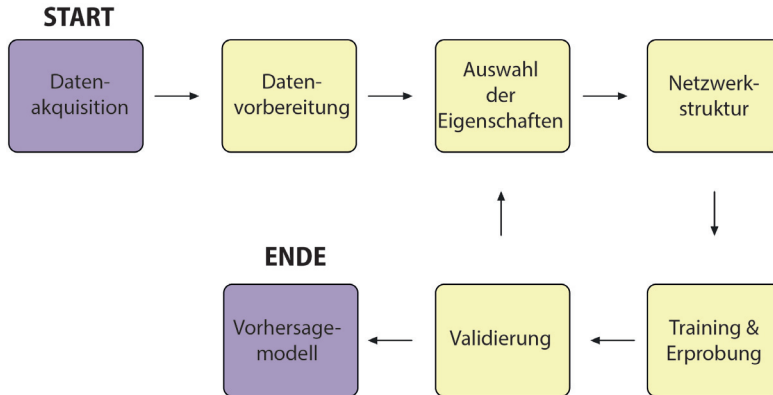 START
Daten-
akquisition
Daten-
vorbereitung
Auswahl
der
Eigenschaften
Netzwerk-
struktur
ENDE
Vorhersage-
modell
Validierung
Training &
Erprobung